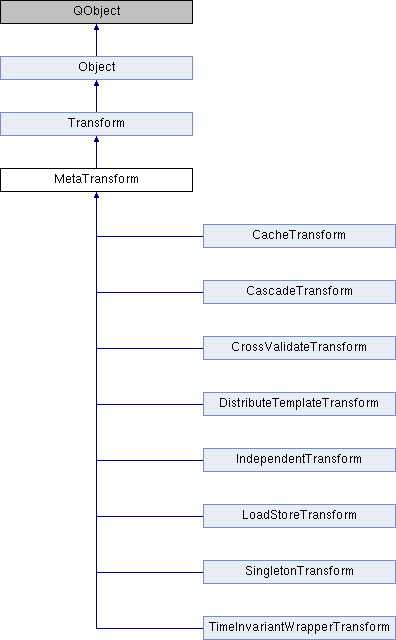 QObject
Object
Transform
MetaTransform
CacheTransform
CascadeTransform
CrossValidateTransform
DistributeTemplateTransform
IndependentTransform
LoadStoreTransform
SingletonTransform
TimeInvariantWrapperTransform